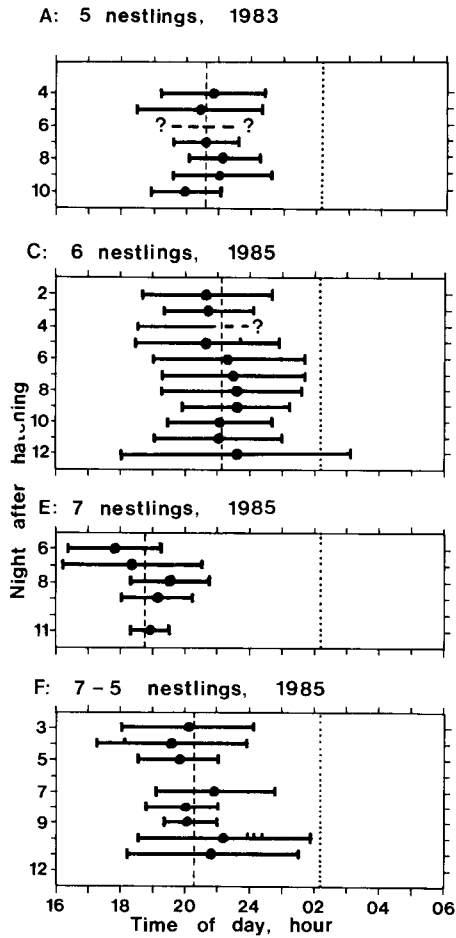 A: 5 nestlings, 1983
4
6
? ?
8
10
C: 6 nestlings, 1985
2
4
?
6
8
10
12
E: 7 nestlings, 1985
6
8
11
F: 7-5 nestlings, 1985
3
5
7
9
12
Night after hatching
16 18 20 22 24 02 04 06
Time of day, hour